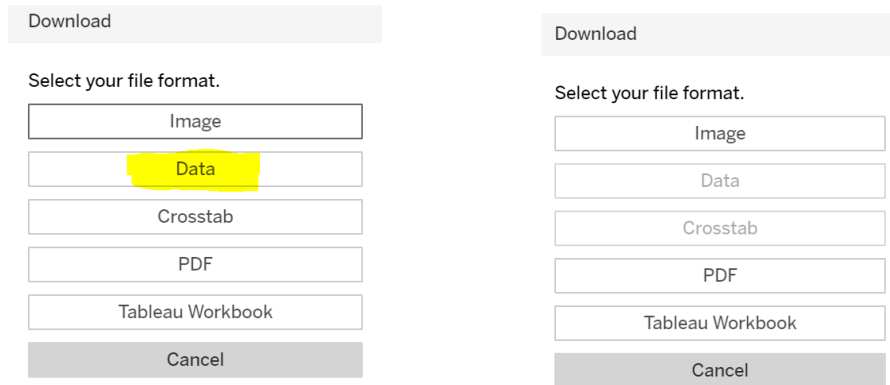 Download
Select your file format.
Image
Data
Crosstab
PDF
Tableau Workbook
Cancel
Download
Select your file format.
Image
Data
Crosstab
PDF
Tableau Workbook
Cancel